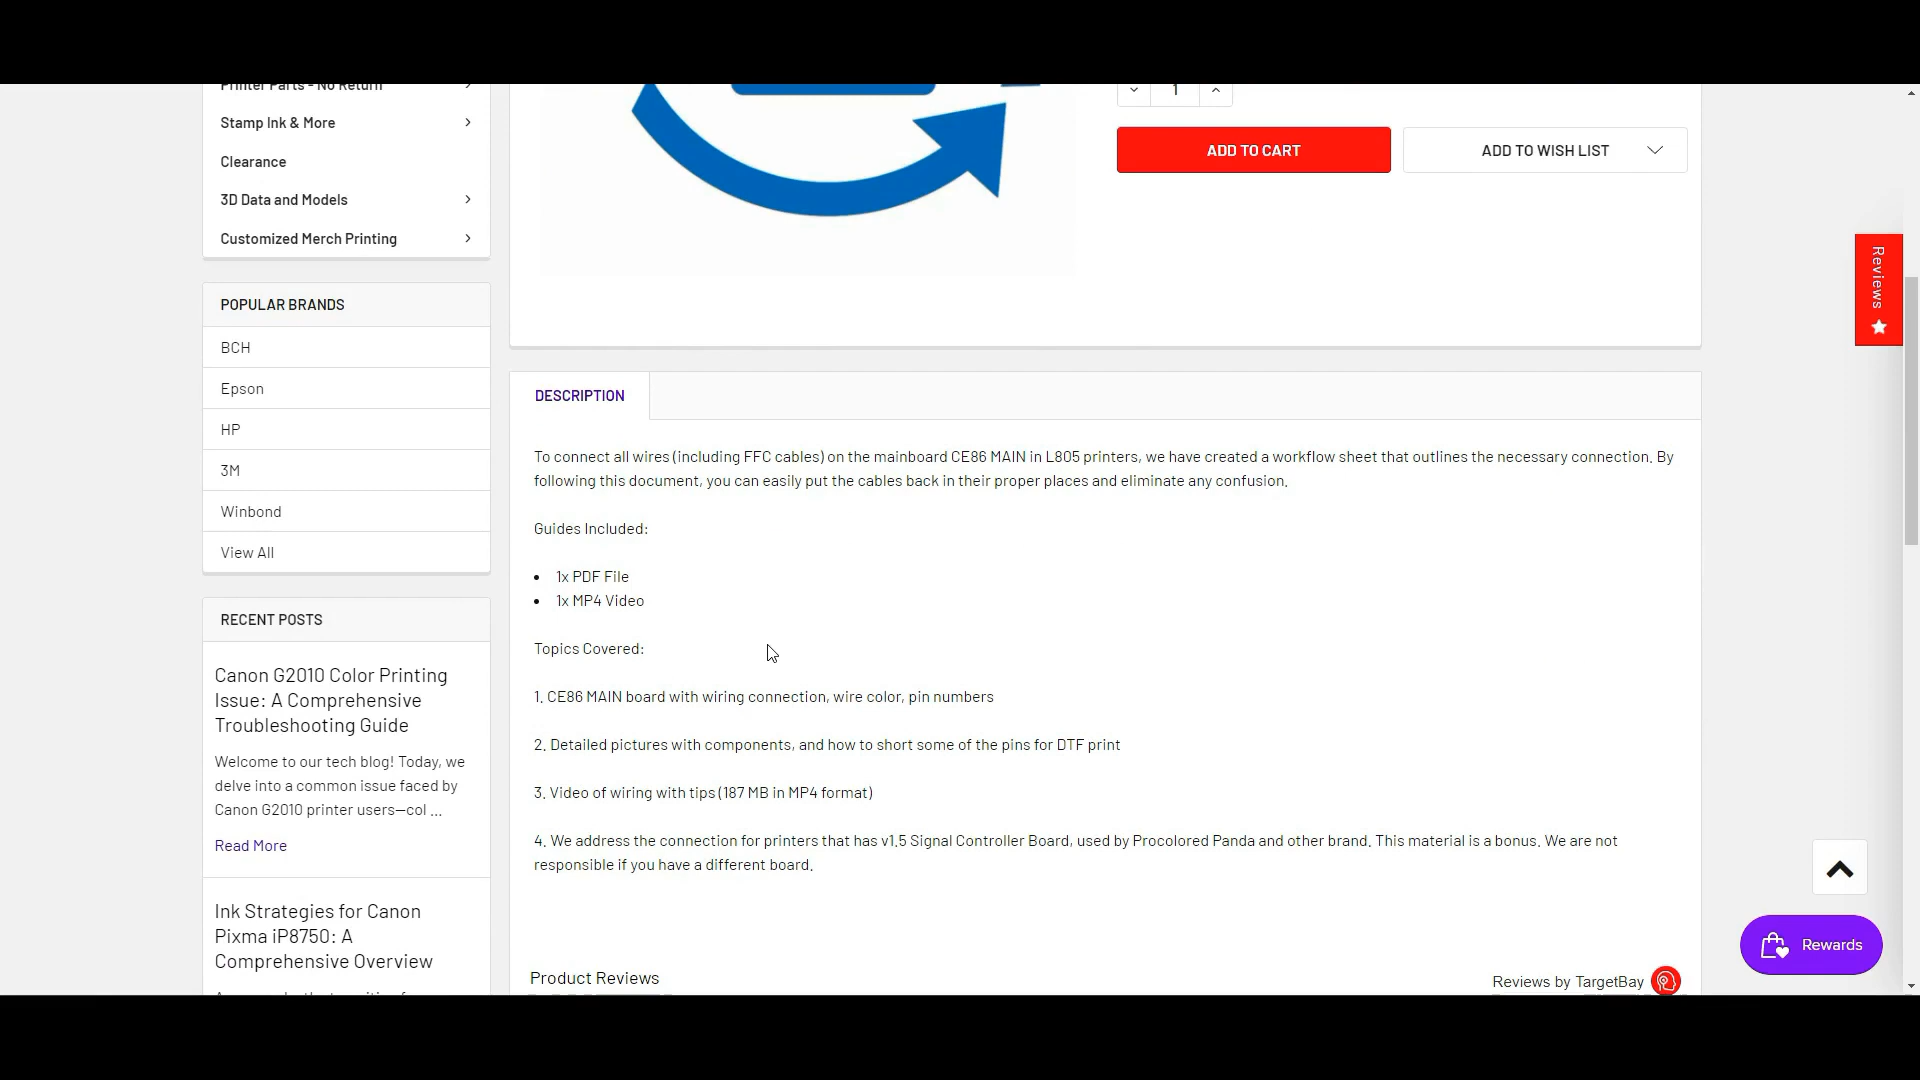 Printer Parts - No Return
Stamp Ink & More
Clearance
3D Data and Models
Customized Merch Printing
POPULAR BRANDS
BCH
Epson
HP
3M
Winbond
View All
RECENT POSTS
Canon G2010 Color Printing
Issue: A Comprehensive
Troubleshooting Guide
Welcome to our tech blog! Today, we
delve into a common issue faced by
Canon G2010 printer users—col ...
Read More
Ink Strategies for Canon
Pixma iP8750: A
Comprehensive Overview
1
ADD TO CART
ADD TO WISH LIST
DESCRIPTION
To connect all wires (including FFC cables) on the mainboard CE86 MAIN in L805 printers, we have created a workflow sheet that outlines the necessary connection. By
following this document, you can easily put the cables back in their proper places and eliminate any confusion.
Guides Included:
• 1x PDF File
• 1x MP4 Video
Topics Covered:
1. CE86 MAIN board with wiring connection, wire color, pin numbers
2. Detailed pictures with components, and how to short some of the pins for DTF print
3. Video of wiring with tips (187 MB in MP4 format)
4. We address the connection for printers that has v1.5 Signal Controller Board, used by Procolored Panda and other brand. This material is a bonus. We are not
responsible if you have a different board.
Product Reviews
Reviews by TargetBay
Reviews
Rewards